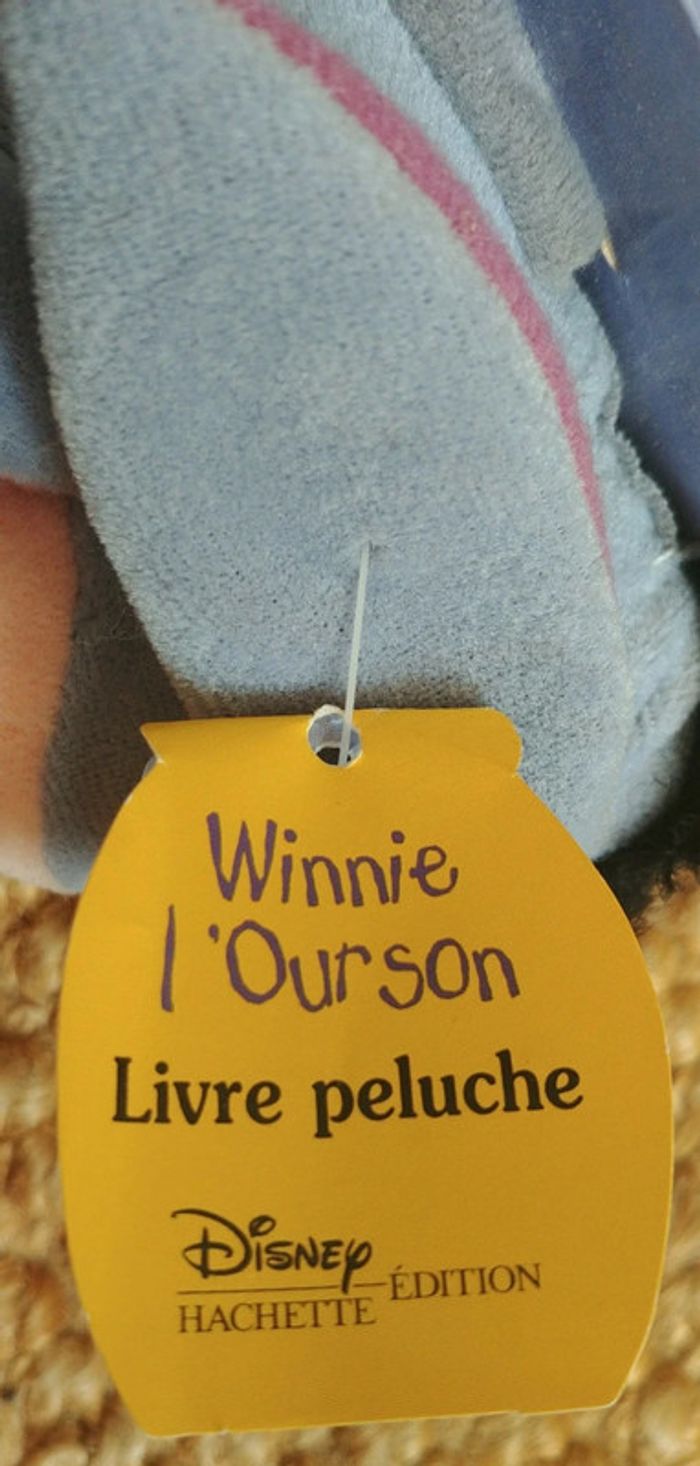 Winnie
l'Ourson
Livre peluche
Disney
HACHETTE ÉDITION